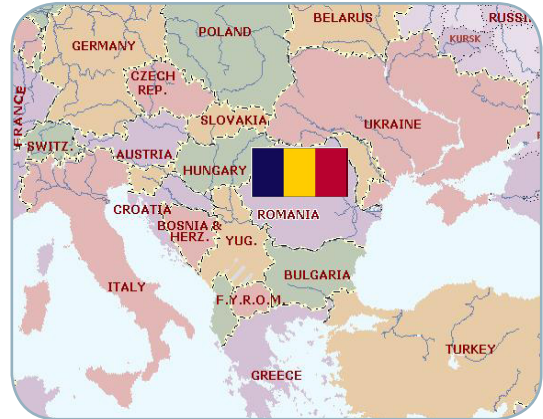 BELARUS
RUSSI
POLAND
GERMANY
KURSK
CZECH
REP.
FRANCE
SLOVAKIA
UKRAINE
SWITZ.
AUSTRIA
HUNGARY
CROATIA
ROMANIA
BOSNIA &
HERZ.
YUG.
BULGARIA
ITALY
F.Y.R.O.M.
TURKEY
GREECE